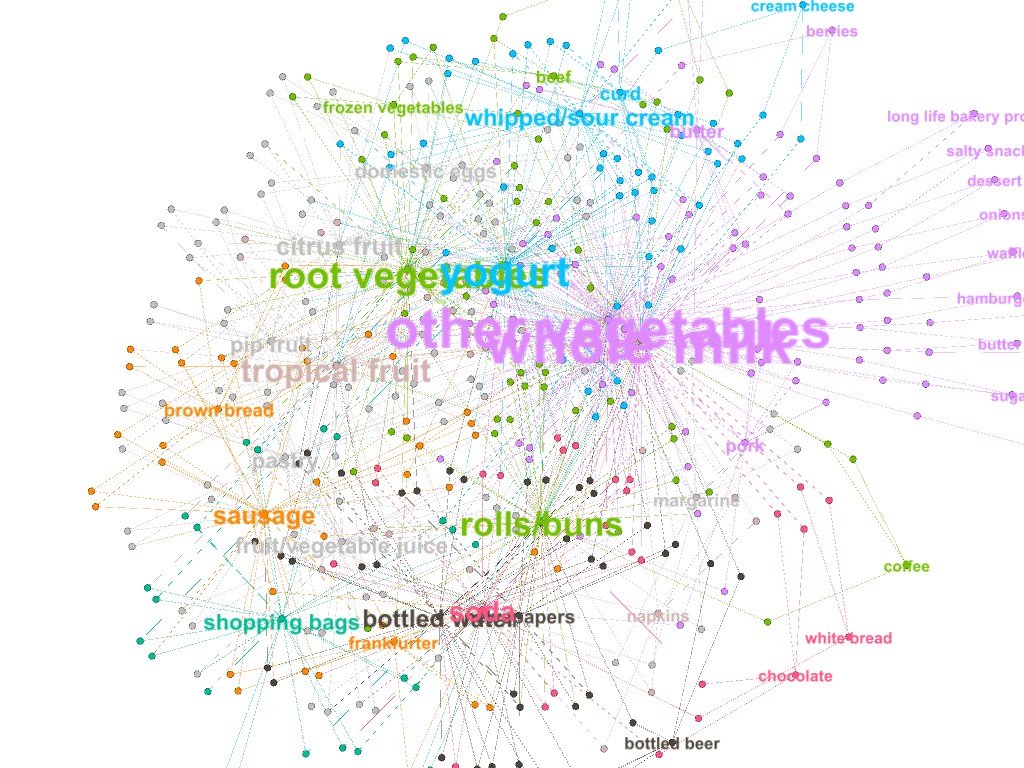 cream cheese
berries
beef
curd
frozen vegetables
long life bakery pro
whipped/sour cream
butter
salty snack
domestic eggs
dessert
onions
citrus fruit
waffle
root vegetables
yogurt
hamburge
other vegetables
whole milk
pip fruit
butte
tropical fruit
suga
brown bread
pork
pastry
margarine
sausage
rolls/buns
fruit/vegetable juice
coffee
shopping bags
bottled water
soda
napkins
white bread
frankfurter
chocolate
bottled beer